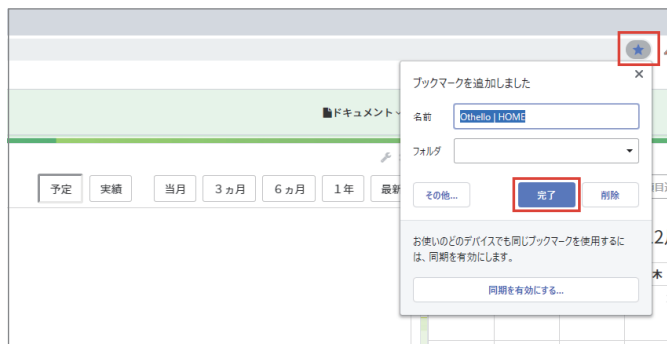 ブックマークを追加しました
×
ドキュメント
名前 Othello | HOME
フォルダ
予定 実績 当月 3ヵ月 6ヵ月 1年 最新
その他... 完了 削除
お使いのどのデバイスでも同じブックマークを使用するに
は、同期を有効にします。
木
同期を有効にする...